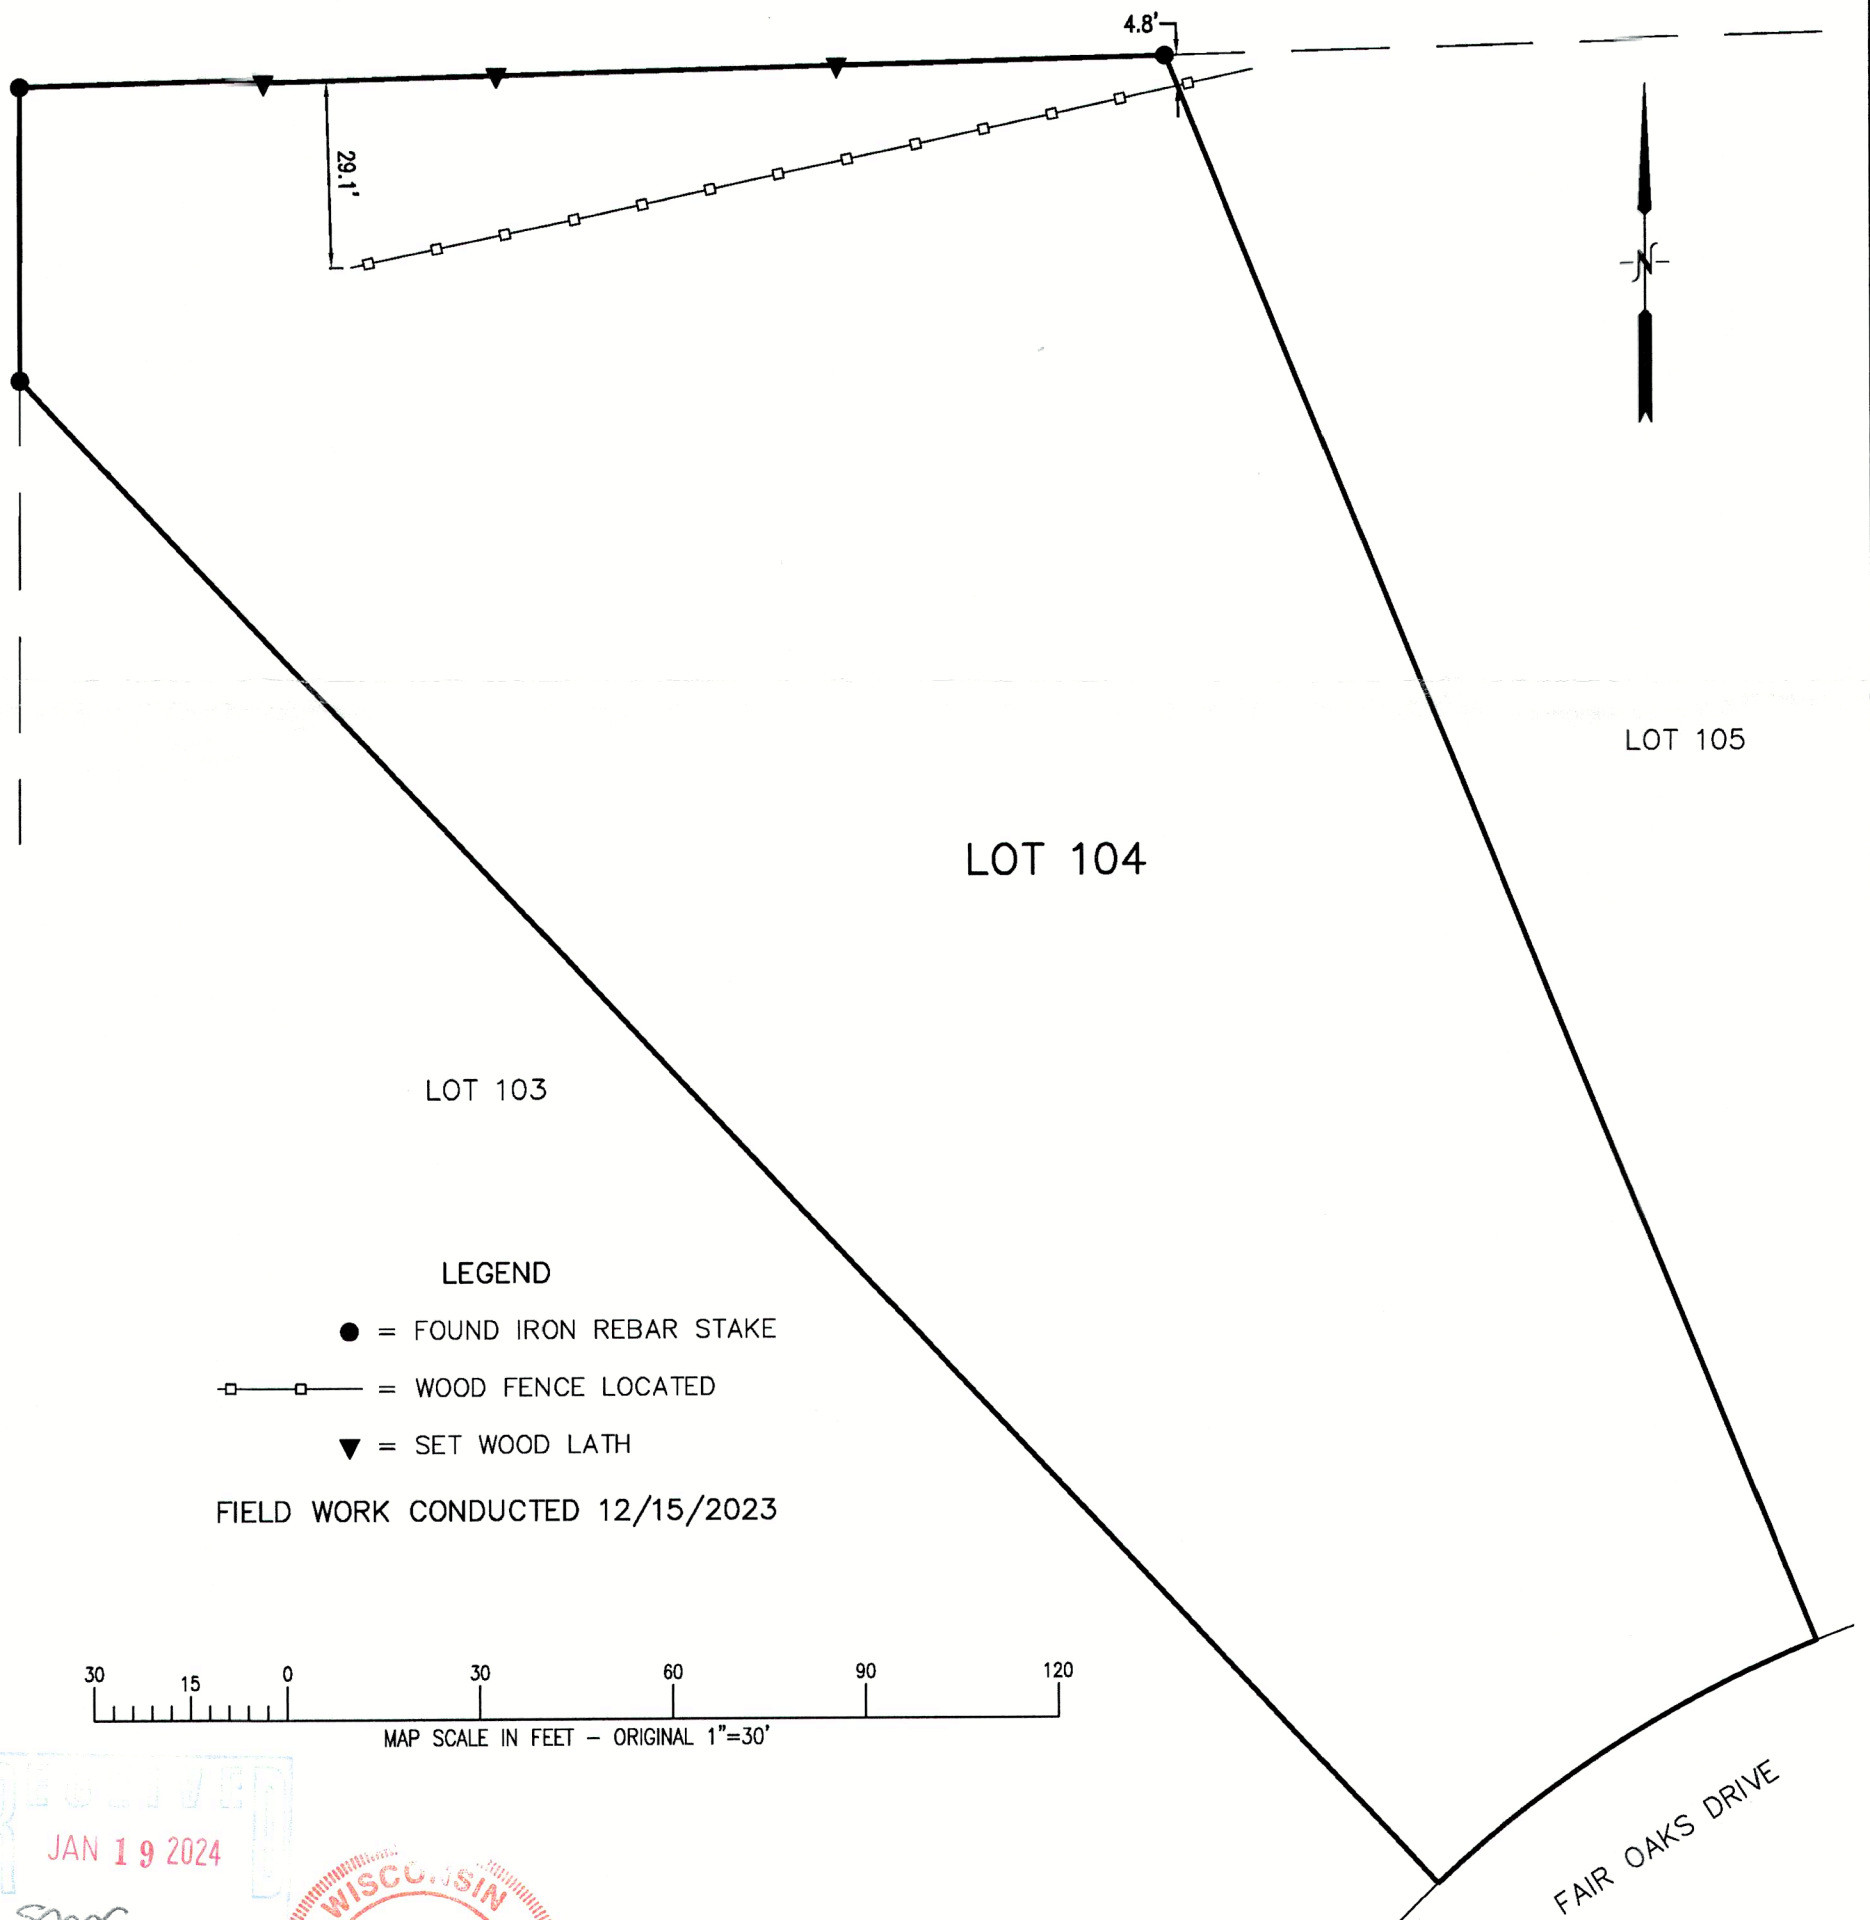 4.8'
29.1'
-N-
LOT 105
LOT 104
LOT 103
LEGEND
= FOUND IRON REBAR STAKE
= WOOD FENCE LOCATED
= SET WOOD LATH
FIELD WORK CONDUCTED 12/15/2023
30 15 0 30 60 90 120
MAP SCALE IN FEET – ORIGINAL 1"=30'
FAIR OAKS DRIVE
RECEIVED
JAN 19 2024
WISCONSIN